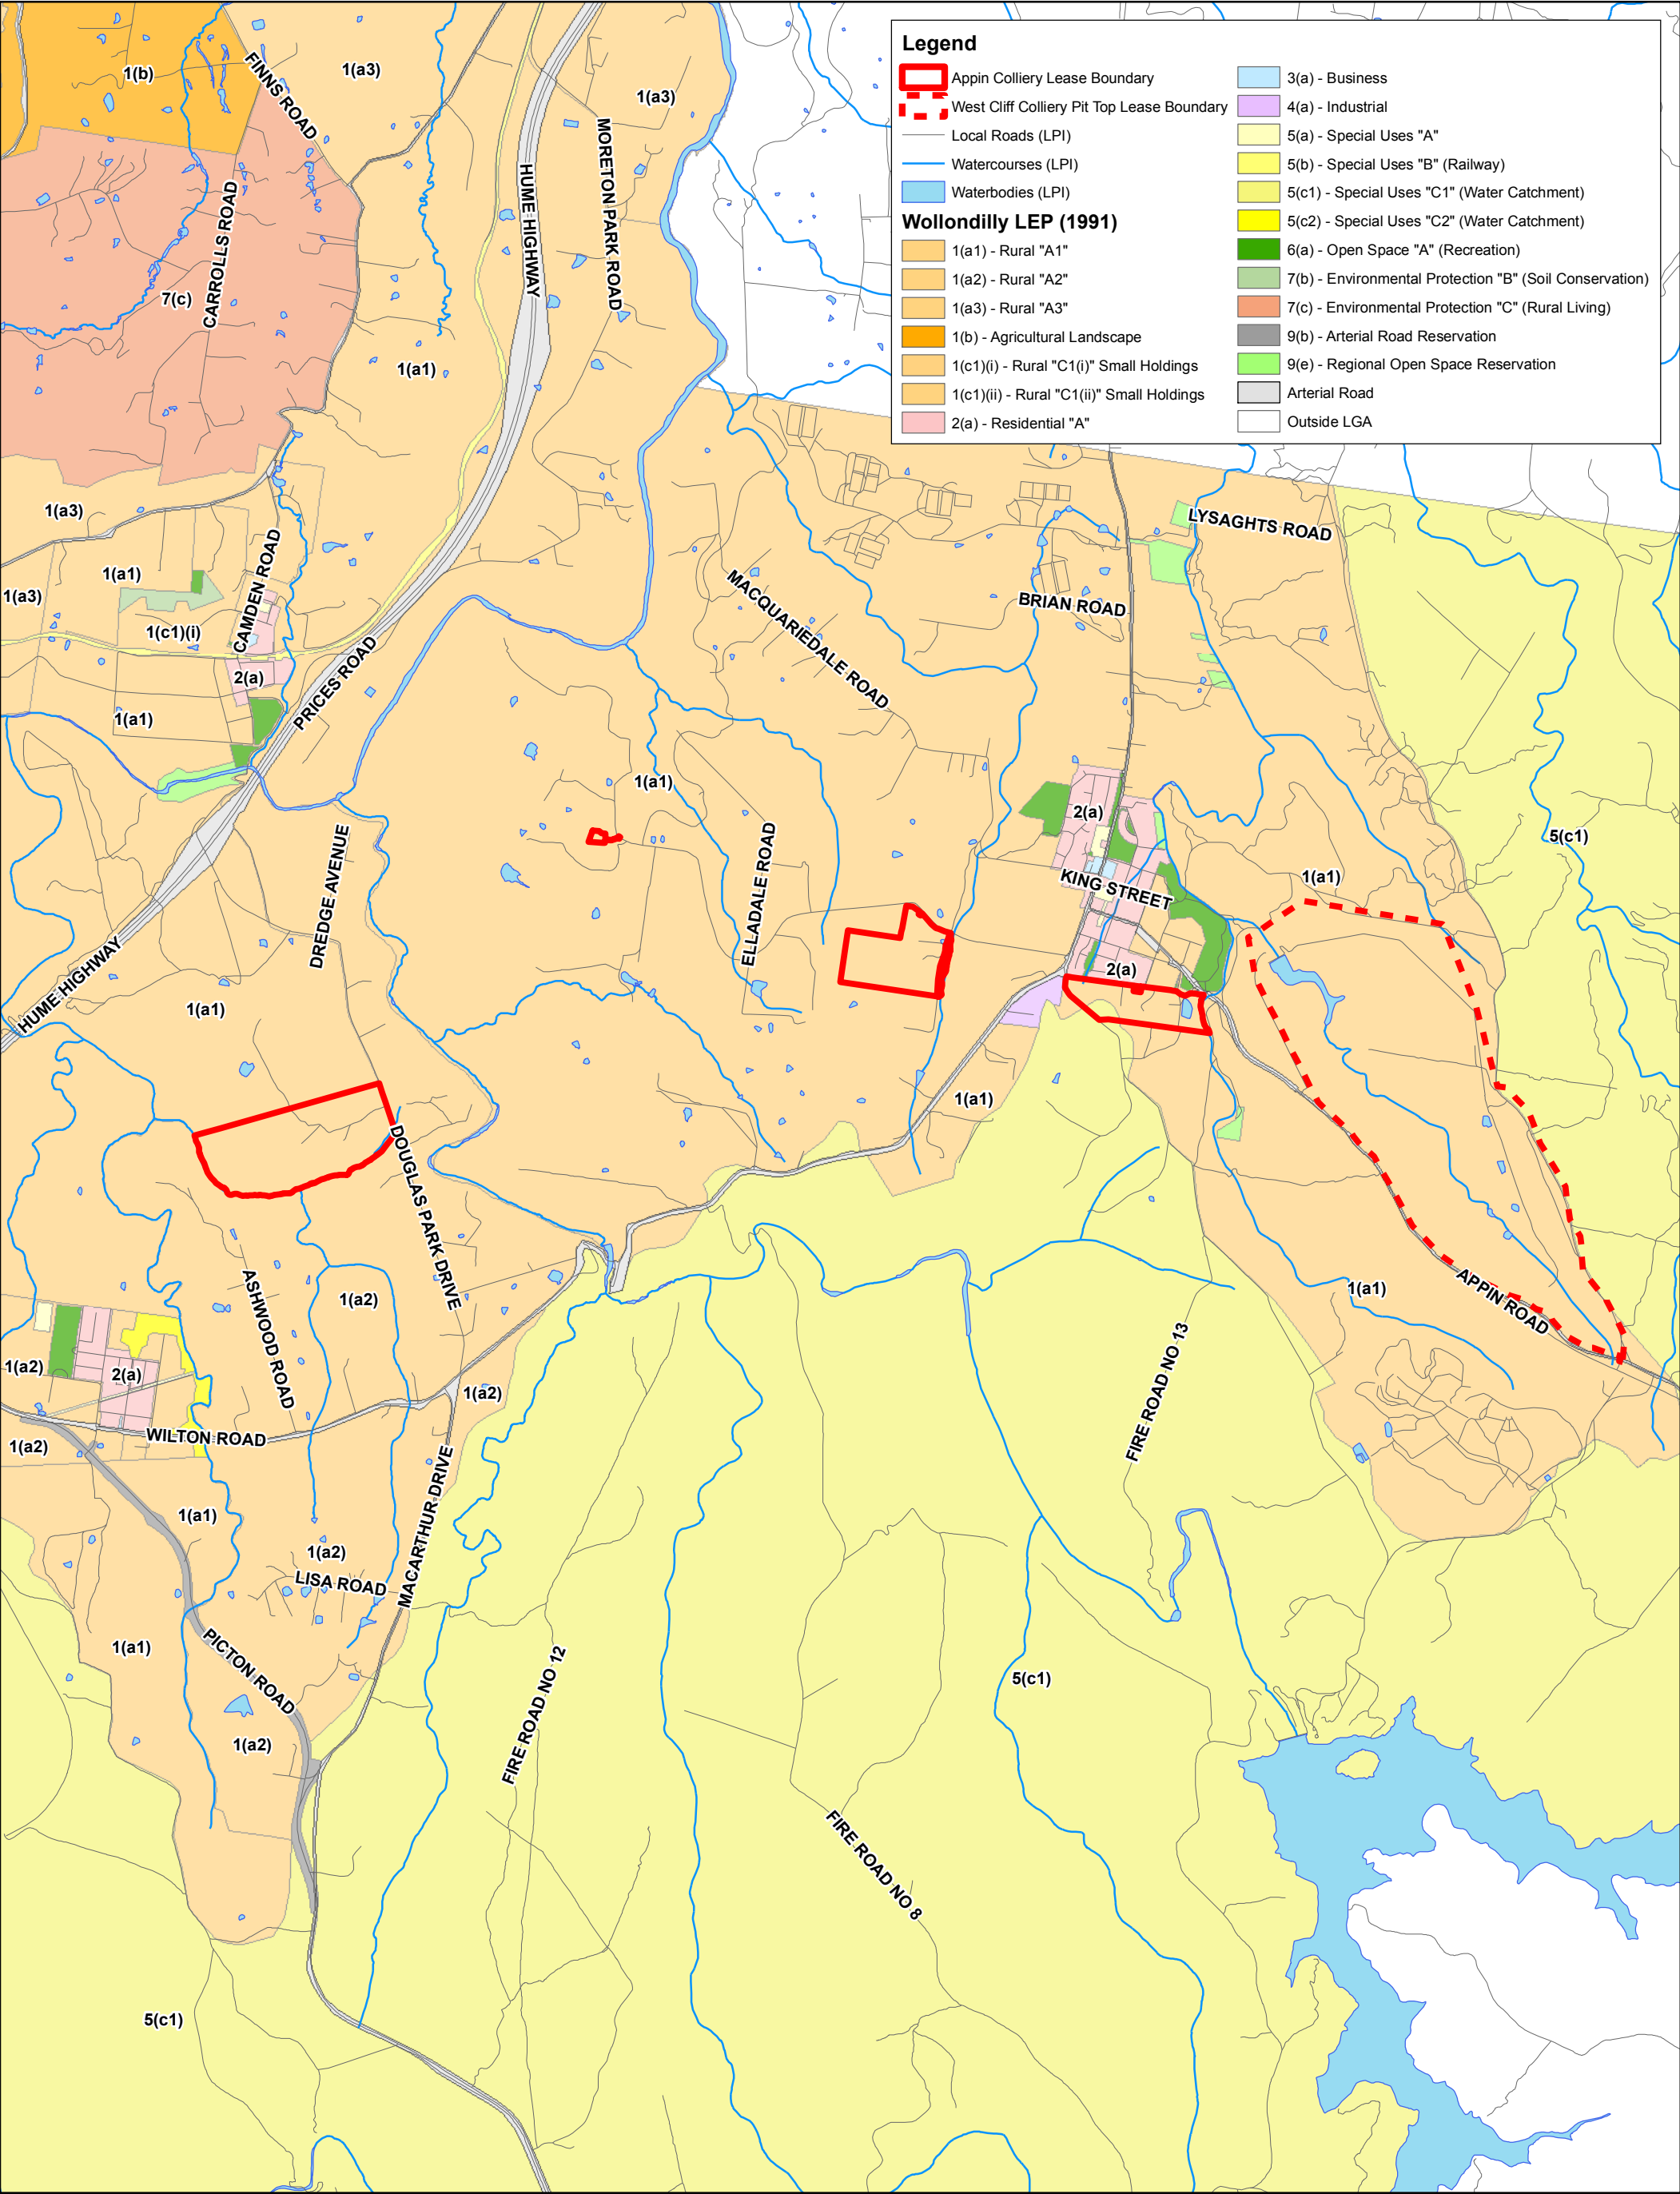 Legend
Appin Colliery Lease Boundary
West Cliff Colliery Pit Top Lease Boundary
Local Roads (LPI)
Watercourses (LPI)
Waterbodies (LPI)
Wollondilly LEP (1991)
1(a1) - Rural "A1"
1(a2) - Rural "A2"
1(a3) - Rural "A3"
1(b) - Agricultural Landscape
1(c1)(i) - Rural "C1(i)" Small Holdings
1(c1)(ii) - Rural "C1(ii)" Small Holdings
2(a) - Residential "A"
3(a) - Business
4(a) - Industrial
5(a) - Special Uses "A"
5(b) - Special Uses "B" (Railway)
5(c1) - Special Uses "C1" (Water Catchment)
5(c2) - Special Uses "C2" (Water Catchment)
6(a) - Open Space "A" (Recreation)
7(b) - Environmental Protection "B" (Soil Conservation)
7(c) - Environmental Protection "C" (Rural Living)
9(b) - Arterial Road Reservation
9(e) - Regional Open Space Reservation
Arterial Road
Outside LGA
1(b)
FINNS ROAD
1(a3)
1(a3)
MORETON PARK ROAD
HUME HIGHWAY
CARROLLS ROAD
7(c)
1(a1)
1(a3)
LYSAGHTS ROAD
CAMDEN ROAD
1(a1)
1(a3)
MACQUARIEDALE ROAD
BRIAN ROAD
1(c1)(i)
2(a)
PRICES ROAD
1(a1)
1(a1)
2(a)
5(c1)
DREDGE AVENUE
ELLADALE ROAD
KING STREET
1(a1)
HUME HIGHWAY
2(a)
1(a1)
1(a1)
DOUGLAS PARK DRIVE
ASHWOOD ROAD
1(a2)
1(a1)
APPIN ROAD
FIRE ROAD NO 13
1(a2)
2(a)
1(a2)
WILTON ROAD
1(a2)
MACARTHUR DRIVE
1(a1)
1(a2)
LISA ROAD
1(a1)
PICTON ROAD
FIRE ROAD NO 12
5(c1)
1(a2)
FIRE ROAD NO 8
5(c1)